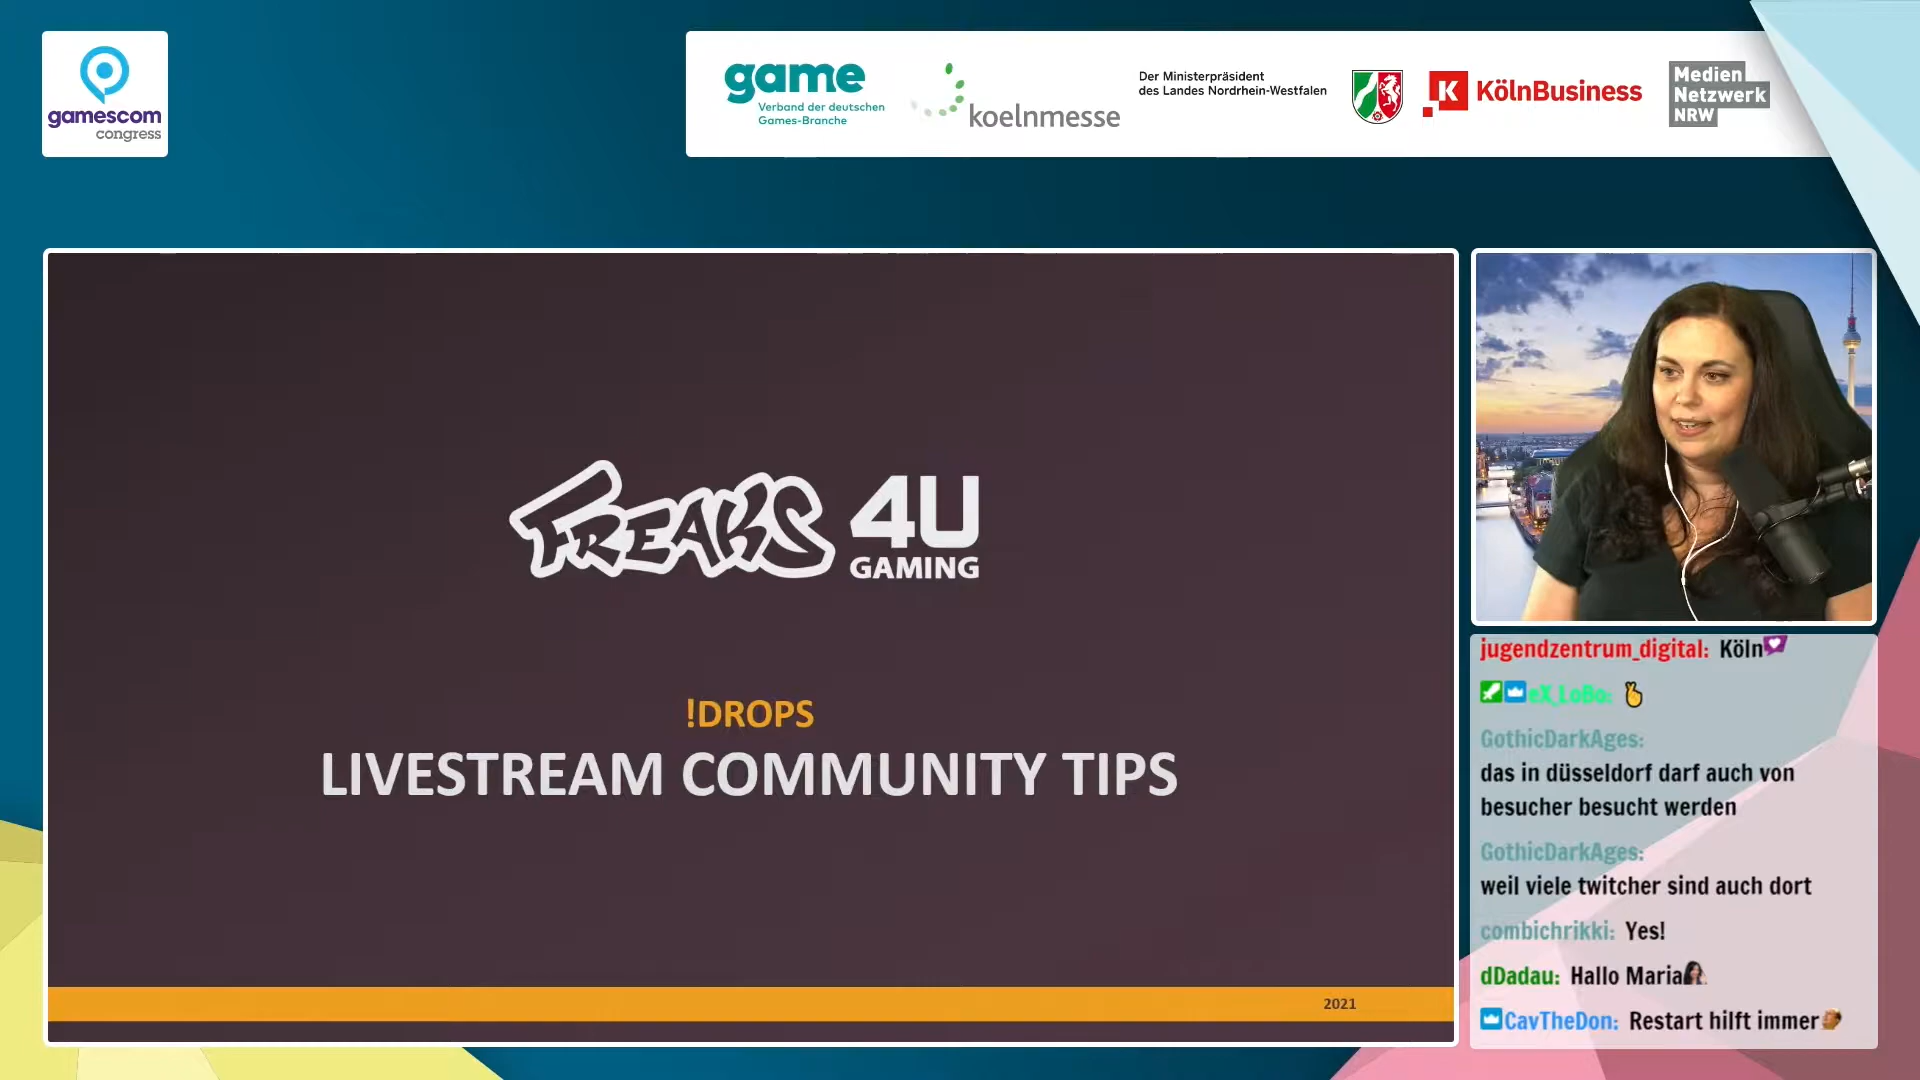 gamescom
congress
game
Verband der deutschen
Games-Branche
koelnmesse
Der Ministerpräsident
des Landes Nordrhein-Westfalen
K KölnBusiness
Medien
Netzwerk
NRW
FREAKS 4U
GAMING
!DROPS
LIVESTREAM COMMUNITY TIPS
2021
jugendzentrum_digital: Köln
eX_LoBo:
GothicDarkAges:
das in düsseldorf darf auch von
besucher besucht werden
GothicDarkAges:
weil viele twitcher sind auch dort
combichrikki: Yes!
dDadau: Hallo Maria
CavTheDon: Restart hilft immer